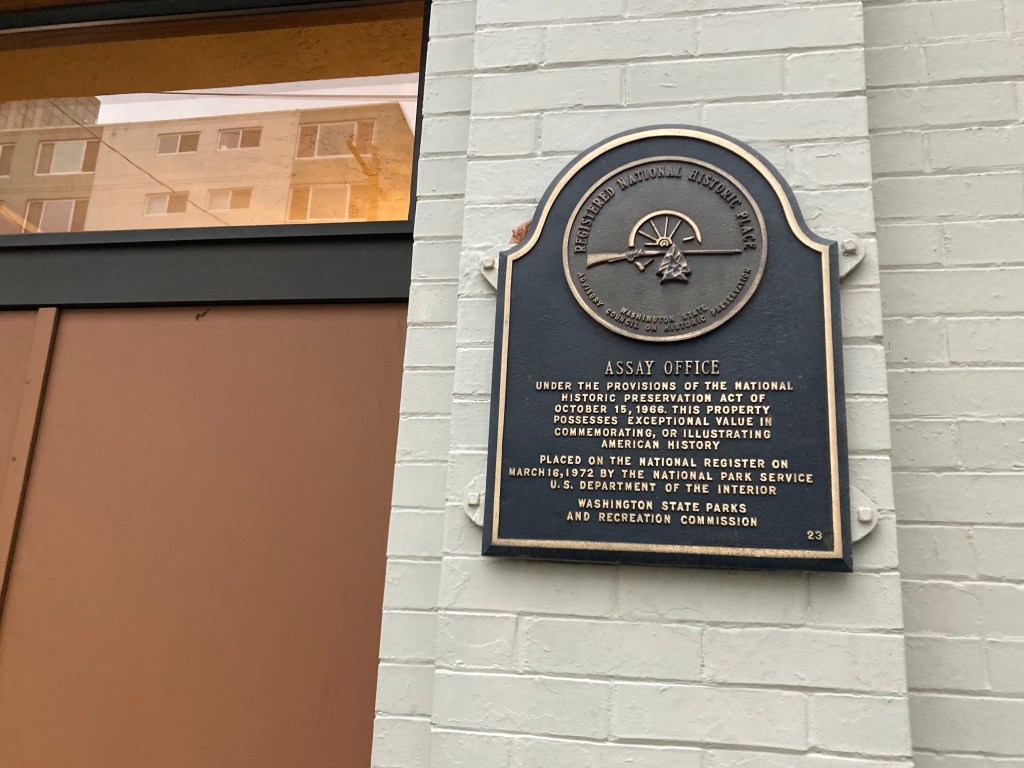 REGISTERED NATIONAL HISTORIC PLACE
WASHINGTON STATE
ADVISORY COUNCIL ON HISTORIC PRESERVATION
ASSAY OFFICE
UNDER THE PROVISIONS OF THE NATIONAL
HISTORIC PRESERVATION ACT OF
OCTOBER 15, 1966. THIS PROPERTY
POSSESSES EXCEPTIONAL VALUE IN
COMMEMORATING, OR ILLUSTRATING
AMERICAN HISTORY
PLACED ON THE NATIONAL REGISTER ON
MARCH 16, 1972 BY THE NATIONAL PARK SERVICE
U.S. DEPARTMENT OF THE INTERIOR
WASHINGTON STATE PARKS
AND RECREATION COMMISSION
23